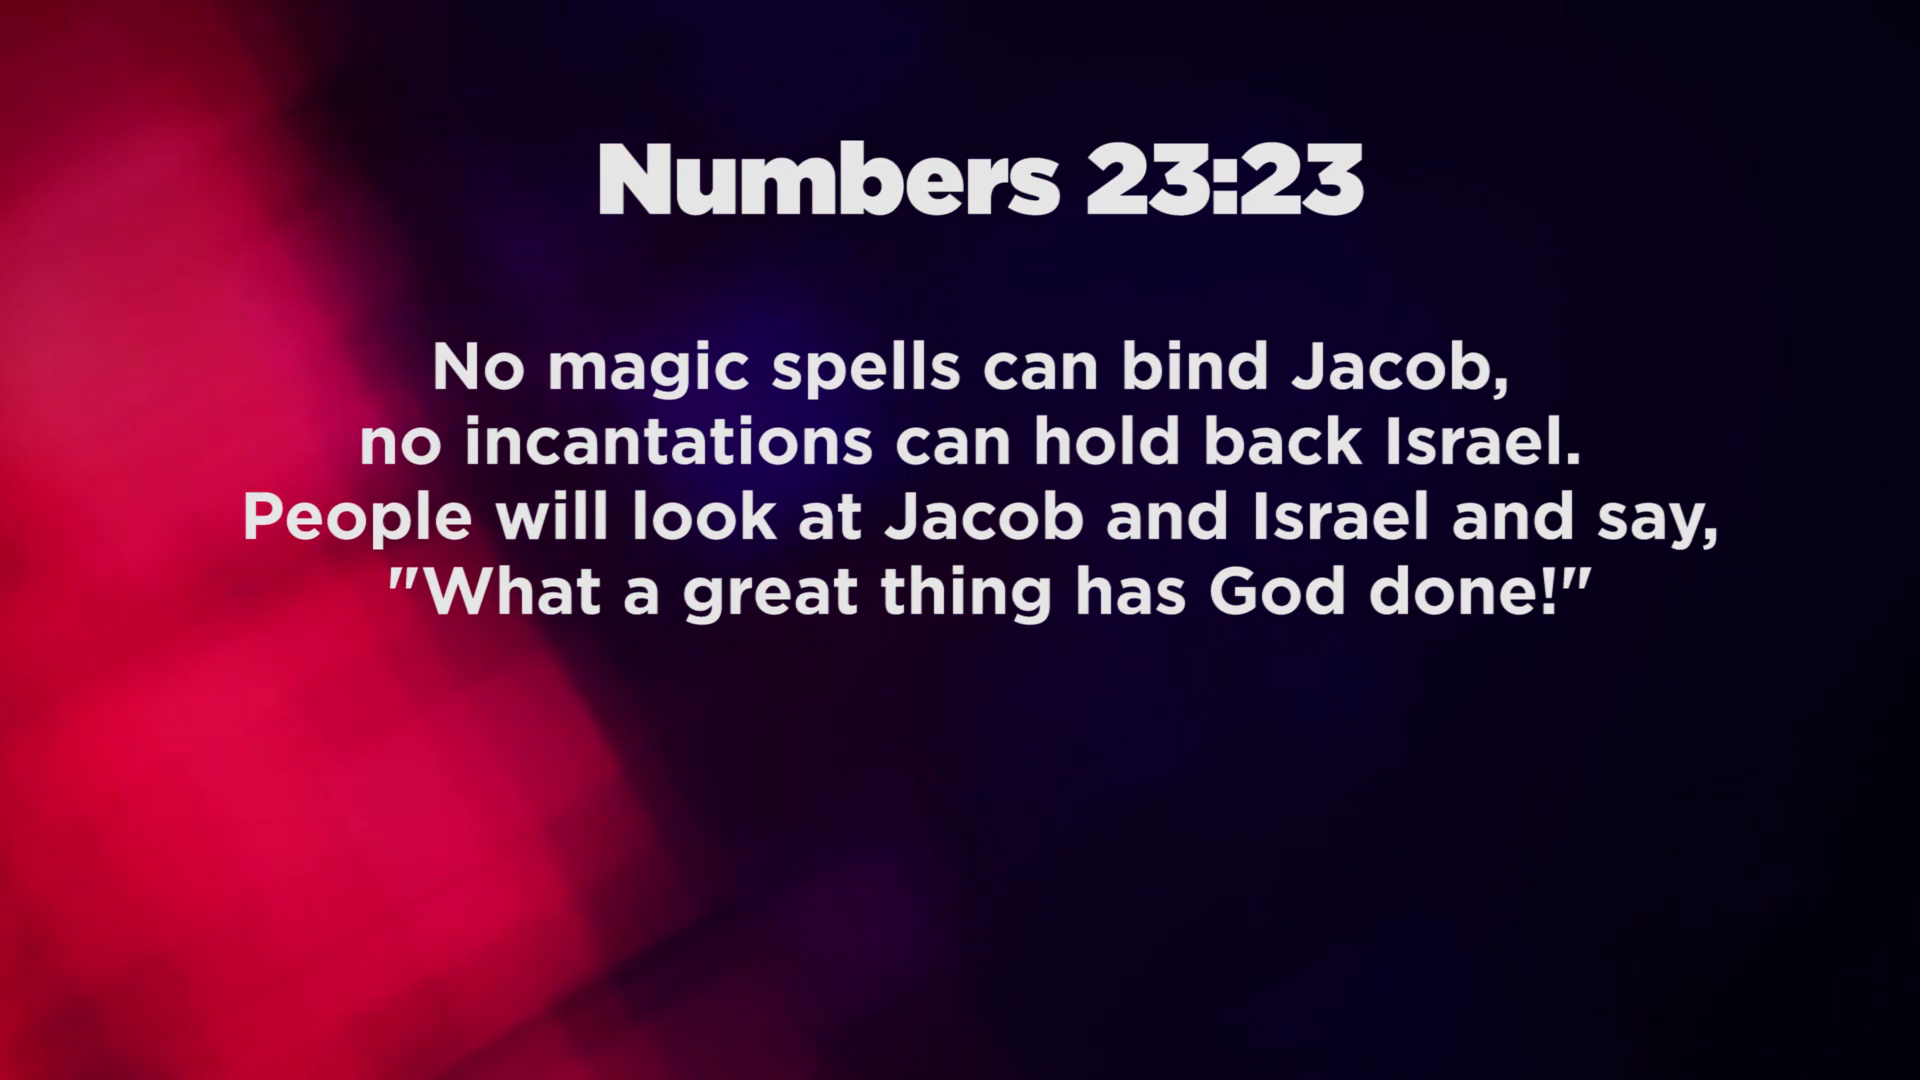 Numbers 23:23
No magic spells can bind Jacob,
no incantations can hold back Israel.
People will look at Jacob and Israel and say,
"What a great thing has God done!"